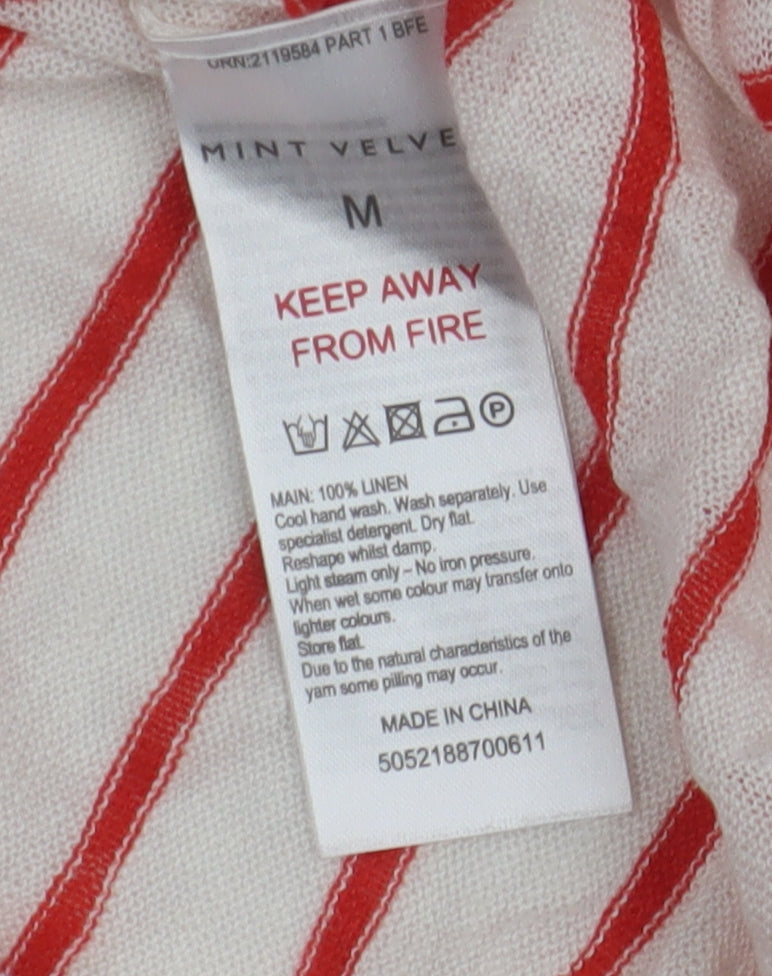 URN:2119584 PART 1 BFE
MINT VELVE
M
KEEP AWAY
FROM FIRE
P
MAIN: 100% LINEN
Cool hand wash. Wash separately. Use
specialist detergent. Dry flat.
Reshape whilst damp.
Light steam only – No iron pressure.
When wet some colour may transfer onto
lighter colours.
Store flat.
Due to the natural characteristics of the
yarn some pilling may occur.
MADE IN CHINA
5052188700611